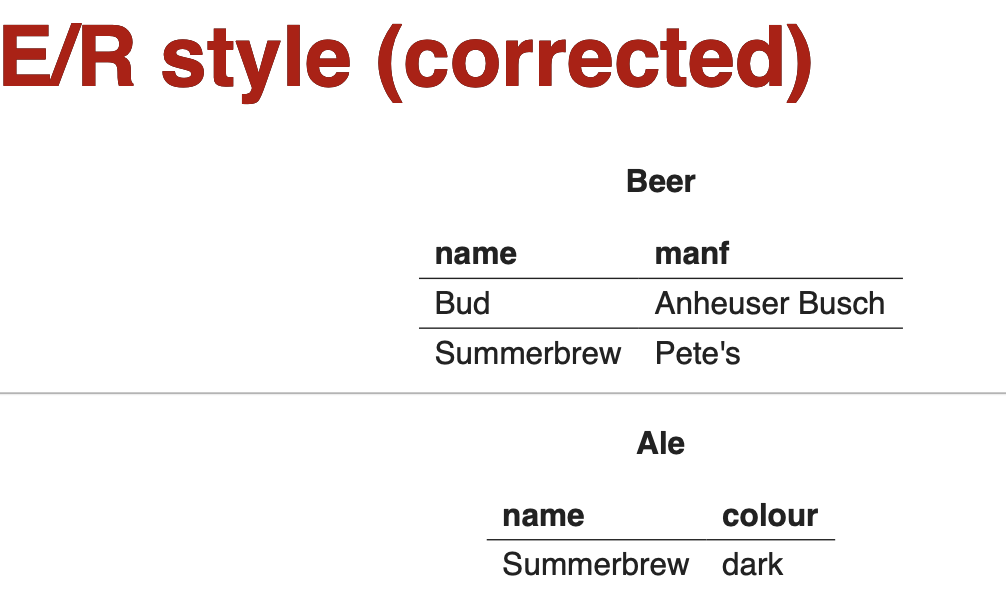 E/R style (corrected)
Beer
name manf
Bud Anheuser Busch
Summerbrew Pete's
Ale
name colour
Summerbrew dark